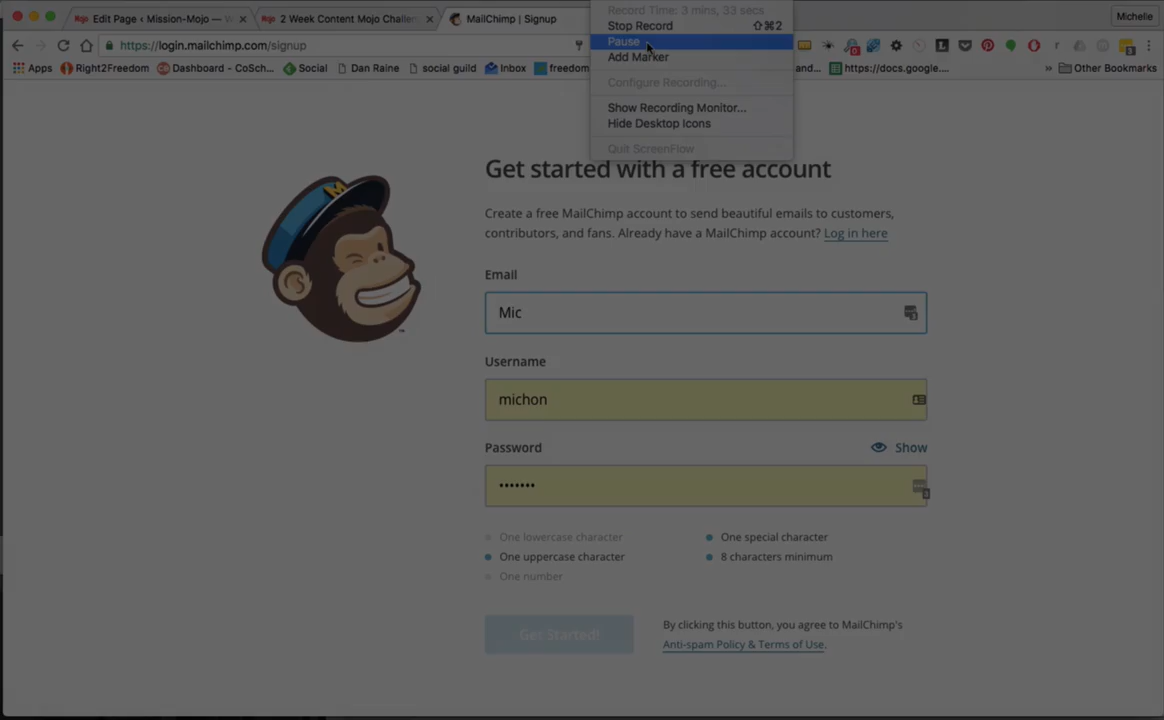 Edit Page ‹ Mission-Mojo — W
2 Week Content Mojo Challen
MailChimp | Signup
Michelle
https://login.mailchimp.com/signup
Apps
Right2Freedom
Dashboard - CoSch...
Social
Dan Raine
social guild
Inbox
freedom
and...
https://docs.google....
Other Bookmarks
Record Time: 3 mins, 33 secs
Stop Record ⇧⌘2
Pause
Add Marker
Configure Recording...
Show Recording Monitor...
Hide Desktop Icons
Quit ScreenFlow
Get started with a free account
Create a free MailChimp account to send beautiful emails to customers,
contributors, and fans. Already have a MailChimp account? Log in here
Email
Mic
Username
michon
Password
Show
•••••••
One lowercase character
One special character
One uppercase character
8 characters minimum
One number
Get Started!
By clicking this button, you agree to MailChimp's
Anti-spam Policy & Terms of Use.